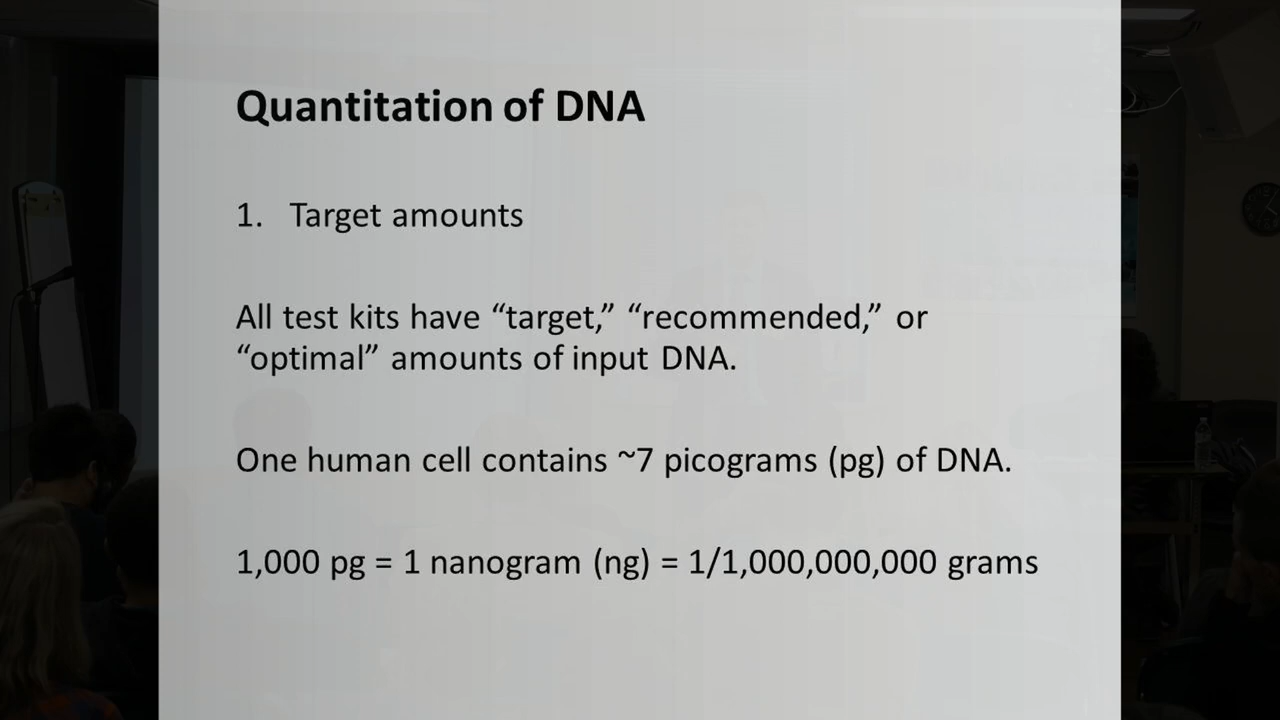 Quantitation of DNA
1. Target amounts
All test kits have “target,” “recommended,” or
“optimal” amounts of input DNA.
One human cell contains ~7 picograms (pg) of DNA.
1,000 pg = 1 nanogram (ng) = 1/1,000,000,000 grams